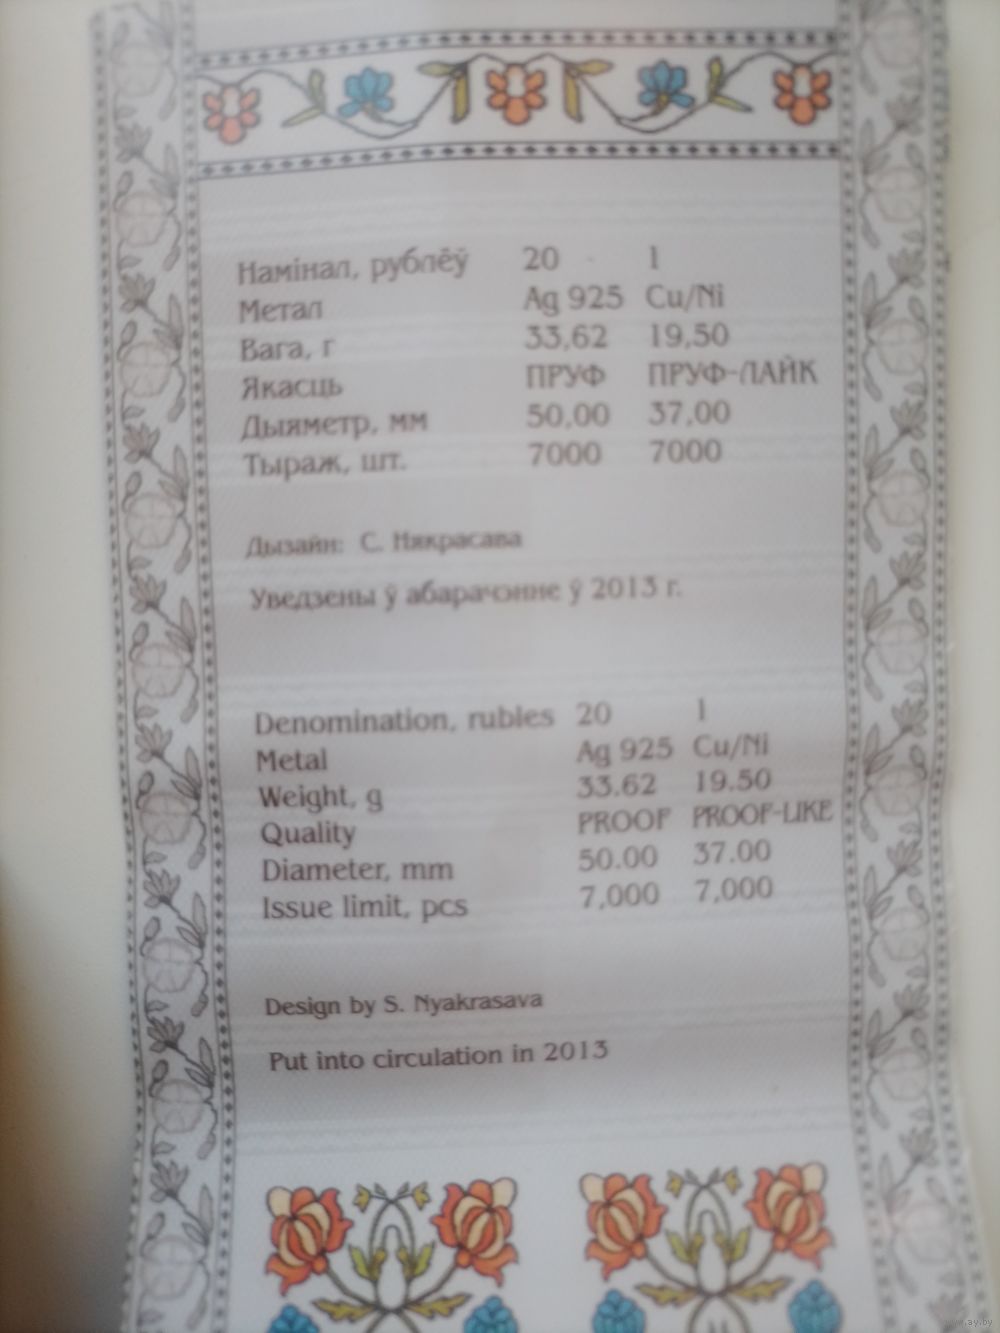 Намінал, рублёў 20 1
Метал Ag 925 Cu/Ni
Вага, г 33,62 19,50
Якасць ПРУФ ПРУФ-ЛАЙК
Дыяметр, мм 50,00 37,00
Тыраж, шт. 7000 7000
Дызайн: С. Някрасава
Уведзены ў абарачэнне ў 2013 г.
Denomination, rubles 20 1
Metal Ag 925 Cu/Ni
Weight, g 33.62 19.50
Quality PROOF PROOF-LIKE
Diameter, mm 50.00 37.00
Issue limit, pcs 7,000 7,000
Design by S. Nyakrasava
Put into circulation in 2013
www.ay.by